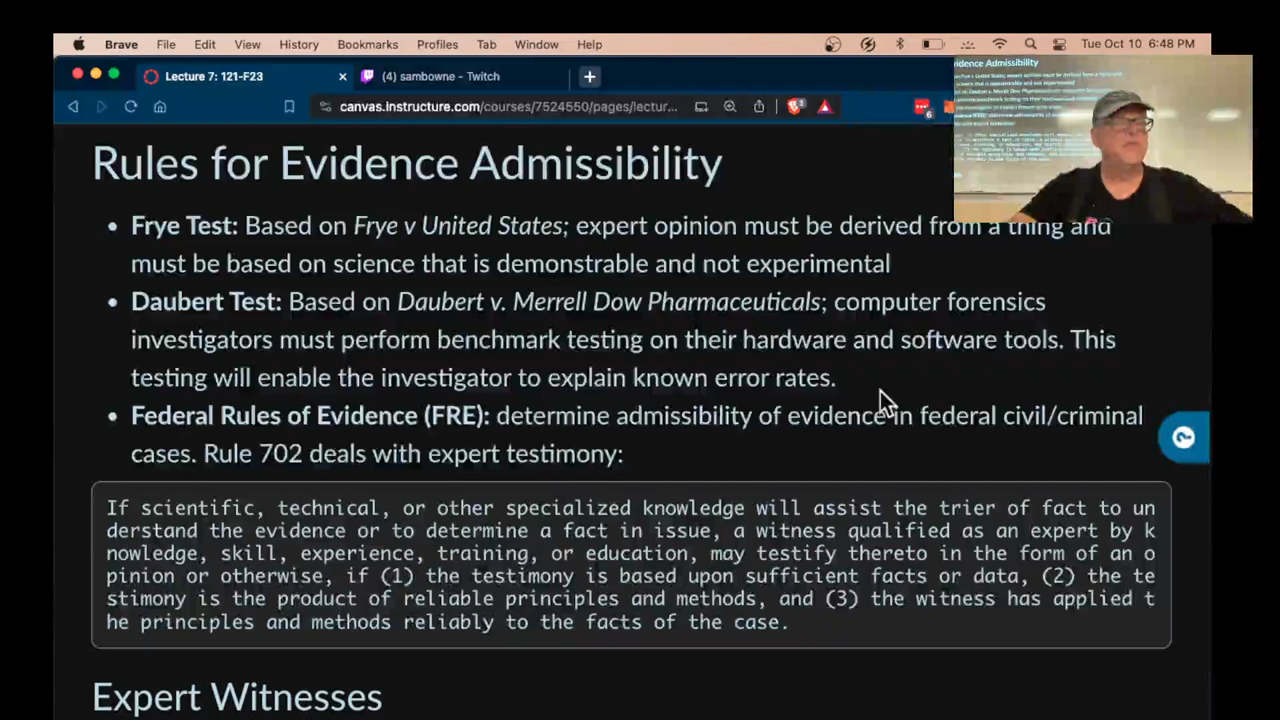 Brave File Edit View History Bookmarks Profiles Tab Window Help Tue Oct 10 6:48 PM
Lecture 7: 121-F23 (4) sambowne - Twitch
canvas.instructure.com/courses/7524550/pages/lectur...
idence Admissibility
Rules for Evidence Admissibility
Frye Test: Based on Frye v United States; expert opinion must be derived from a thing and
must be based on science that is demonstrable and not experimental
Daubert Test: Based on Daubert v. Merrell Dow Pharmaceuticals; computer forensics
investigators must perform benchmark testing on their hardware and software tools. This
testing will enable the investigator to explain known error rates.
Federal Rules of Evidence (FRE): determine admissibility of evidence in federal civil/criminal
cases. Rule 702 deals with expert testimony:
If scientific, technical, or other specialized knowledge will assist the trier of fact to un
derstand the evidence or to determine a fact in issue, a witness qualified as an expert by k
nowledge, skill, experience, training, or education, may testify thereto in the form of an o
pinion or otherwise, if (1) the testimony is based upon sufficient facts or data, (2) the te
stimony is the product of reliable principles and methods, and (3) the witness has applied t
he principles and methods reliably to the facts of the case.
Expert Witnesses